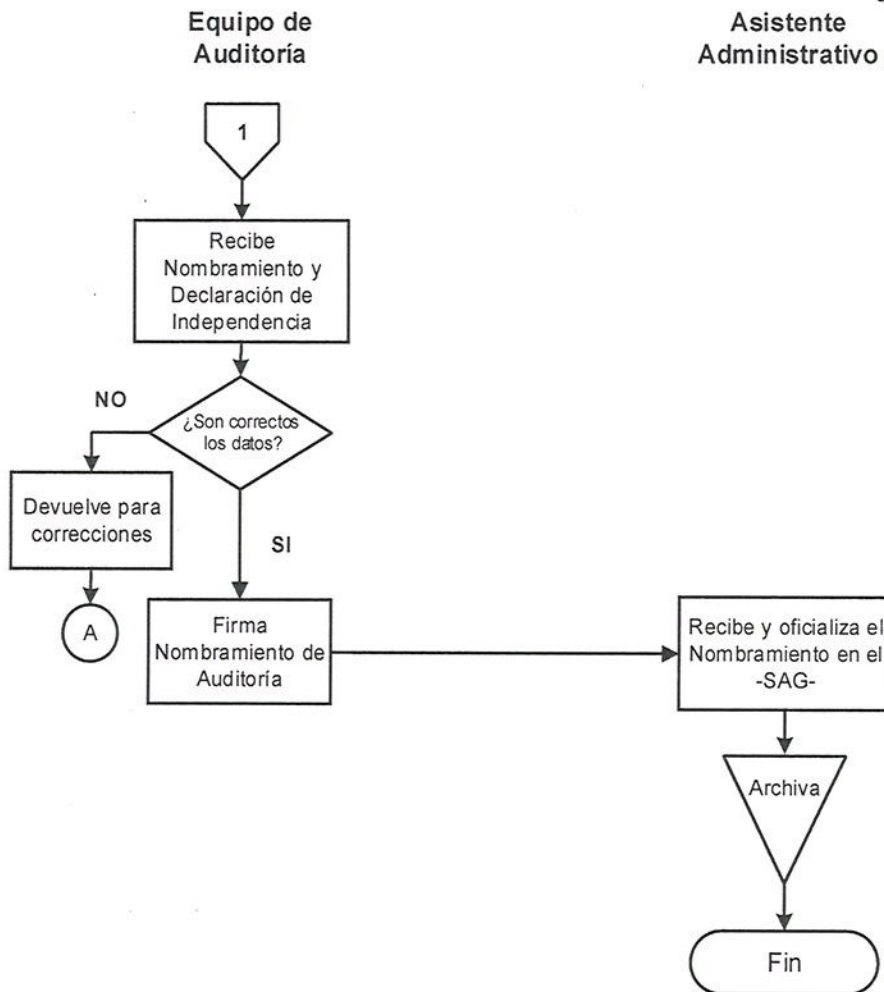 Equipo de
Auditoría
Asistente
Administrativo
1
Recibe
Nombramiento y
Declaración de
Independencia
NO
¿Son correctos
los datos?
Devuelve para
correcciones
SI
A
Firma
Nombramiento de
Auditoría
Recibe y oficializa el
Nombramiento en el
-SAG-
Archiva
Fin